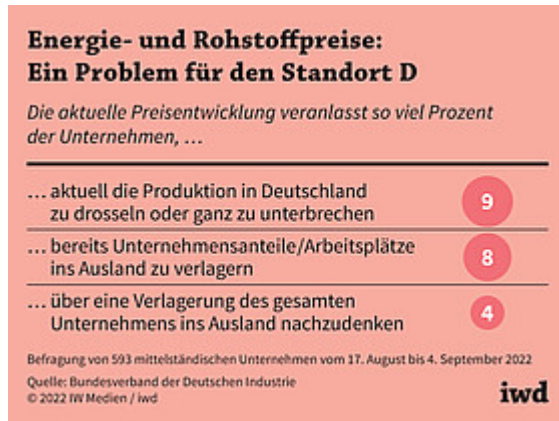 Energie- und Rohstoffpreise:
Ein Problem für den Standort D
Die aktuelle Preisentwicklung veranlasst so viel Prozent
der Unternehmen, …
… aktuell die Produktion in Deutschland
zu drosseln oder ganz zu unterbrechen
9
… bereits Unternehmensanteile/Arbeitsplätze
ins Ausland zu verlagern
8
… über eine Verlagerung des gesamten
Unternehmens ins Ausland nachzudenken
4
Befragung von 593 mittelständischen Unternehmen vom 17. August bis 4. September 2022
Quelle: Bundesverband der Deutschen Industrie
© 2022 IW Medien / iwd
iwd